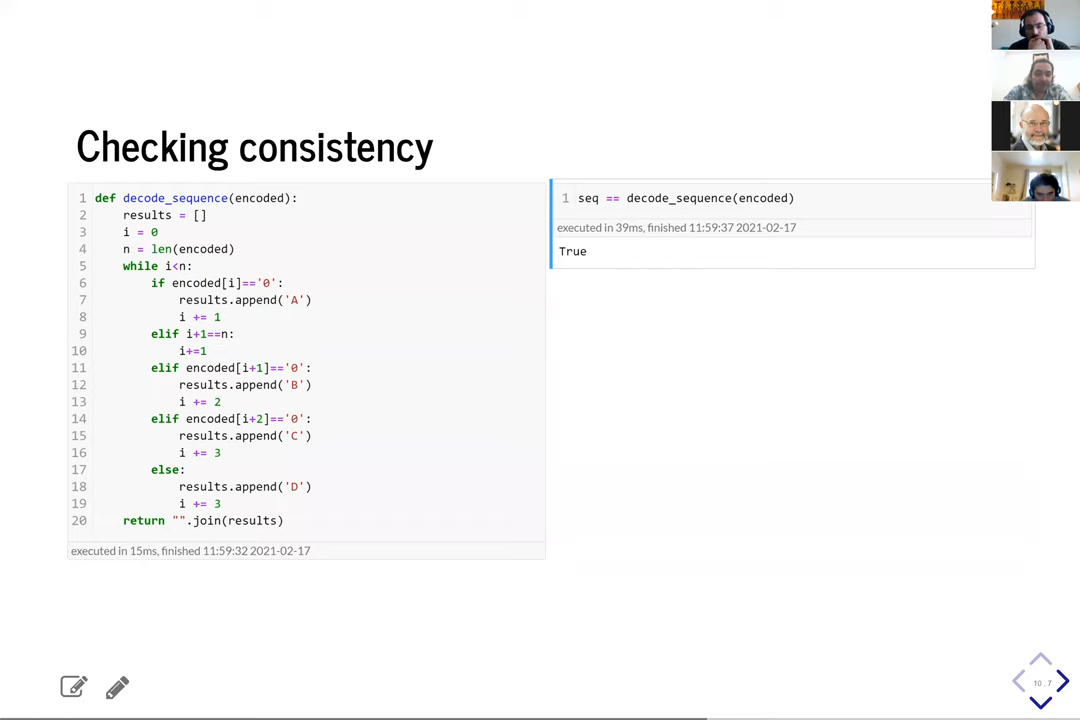 Checking consistency
1 def decode_sequence(encoded):
2 results = []
3 i = 0
4 n = len(encoded)
5 while i<n:
6 if encoded[i]=='0':
7 results.append('A')
8 i += 1
9 elif i+1==n:
10 i+=1
11 elif encoded[i+1]=='0':
12 results.append('B')
13 i += 2
14 elif encoded[i+2]=='0':
15 results.append('C')
16 i += 3
17 else:
18 results.append('D')
19 i += 3
20 return "".join(results)
executed in 15ms, finished 11:59:32 2021-02-17
1 seq == decode_sequence(encoded)
executed in 39ms, finished 11:59:37 2021-02-17
True
10.7